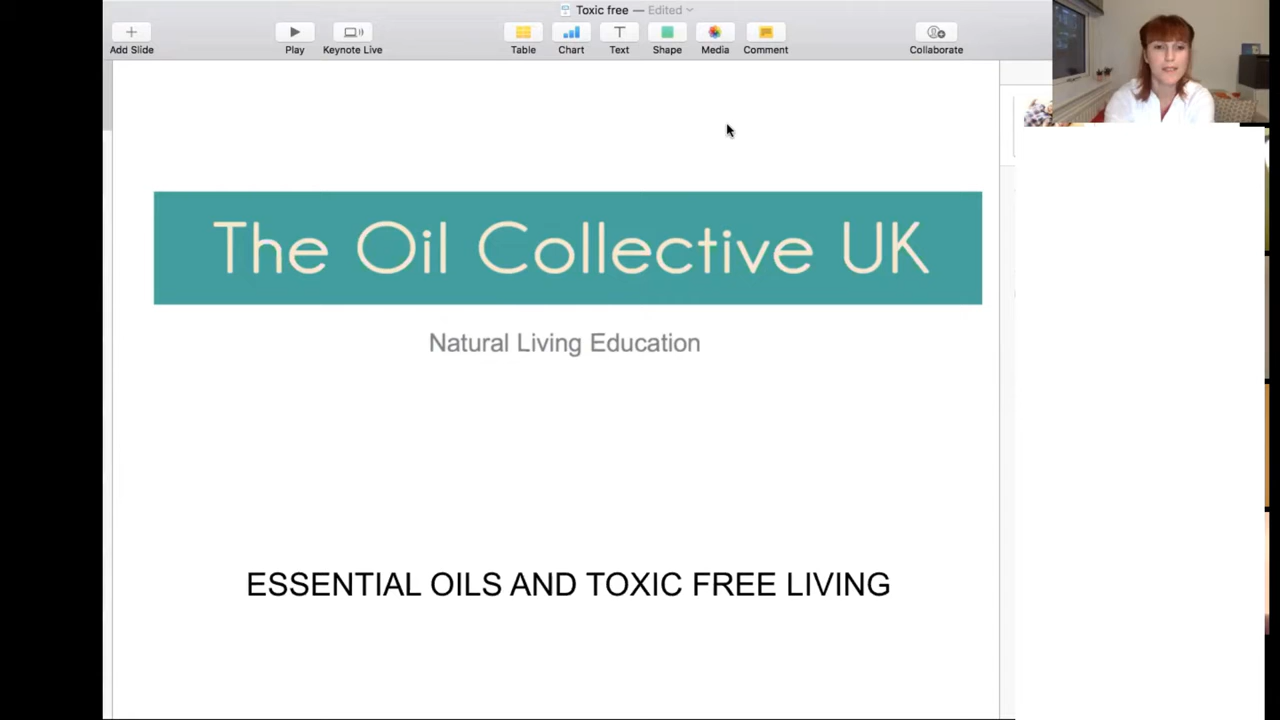 Toxic free — Edited
Add Slide
Play
Keynote Live
Table
Chart
Text
Shape
Media
Comment
Collaborate
The Oil Collective UK
Natural Living Education
ESSENTIAL OILS AND TOXIC FREE LIVING